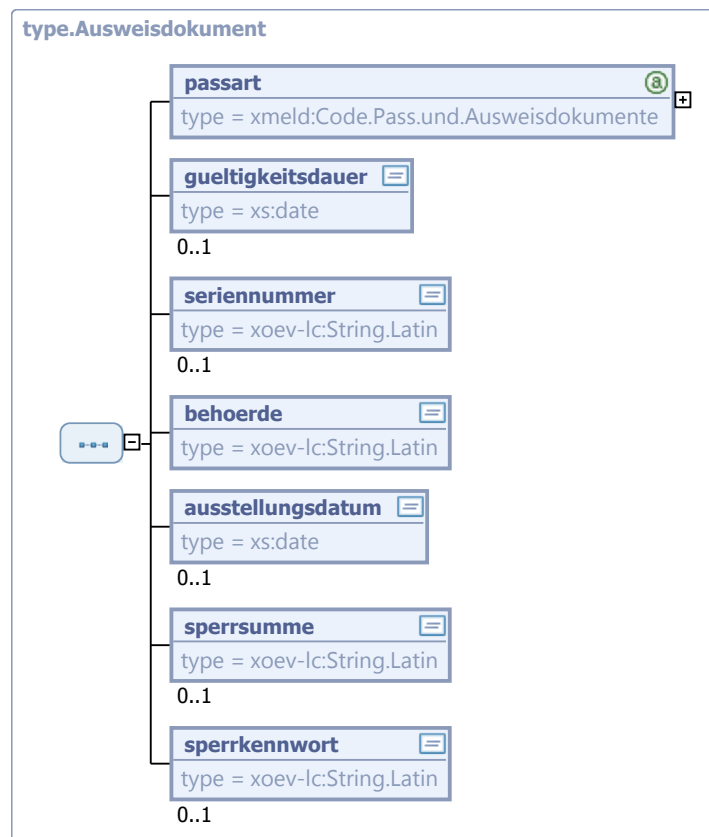 type.Ausweisdokument
passart
type = xmeld:Code.Pass.und.Ausweisdokumente
gueltigkeitsdauer
type = xs:date
0..1
seriennummer
type = xoev-lc:String.Latin
0..1
behoerde
type = xoev-lc:String.Latin
ausstellungsdatum
type = xs:date
0..1
sperrsumme
type = xoev-lc:String.Latin
0..1
sperrkennwort
type = xoev-lc:String.Latin
0..1